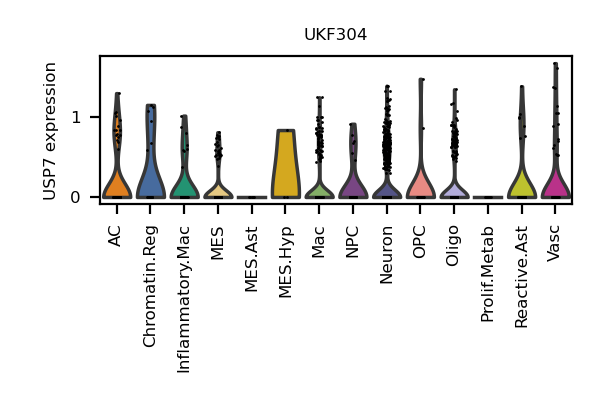 UKF304
USP7 expression
1
0
AC
Chromatin.Reg
Inflammatory.Mac
MES
MES.Ast
MES.Hyp
Mac
NPC
Neuron
OPC
Oligo
Prolif.Metab
Reactive.Ast
Vasc